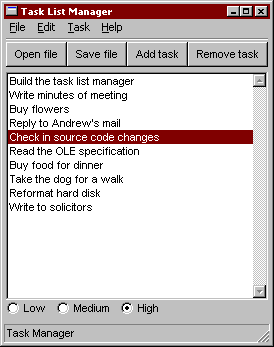 Task List Manager
File Edit Task Help
Open file Save file Add task Remove task
Build the task list manager
Write minutes of meeting
Buy flowers
Reply to Andrew's mail
Check in source code changes
Read the OLE specification
Buy food for dinner
Take the dog for a walk
Reformat hard disk
Write to solicitors
Low Medium High
Task Manager